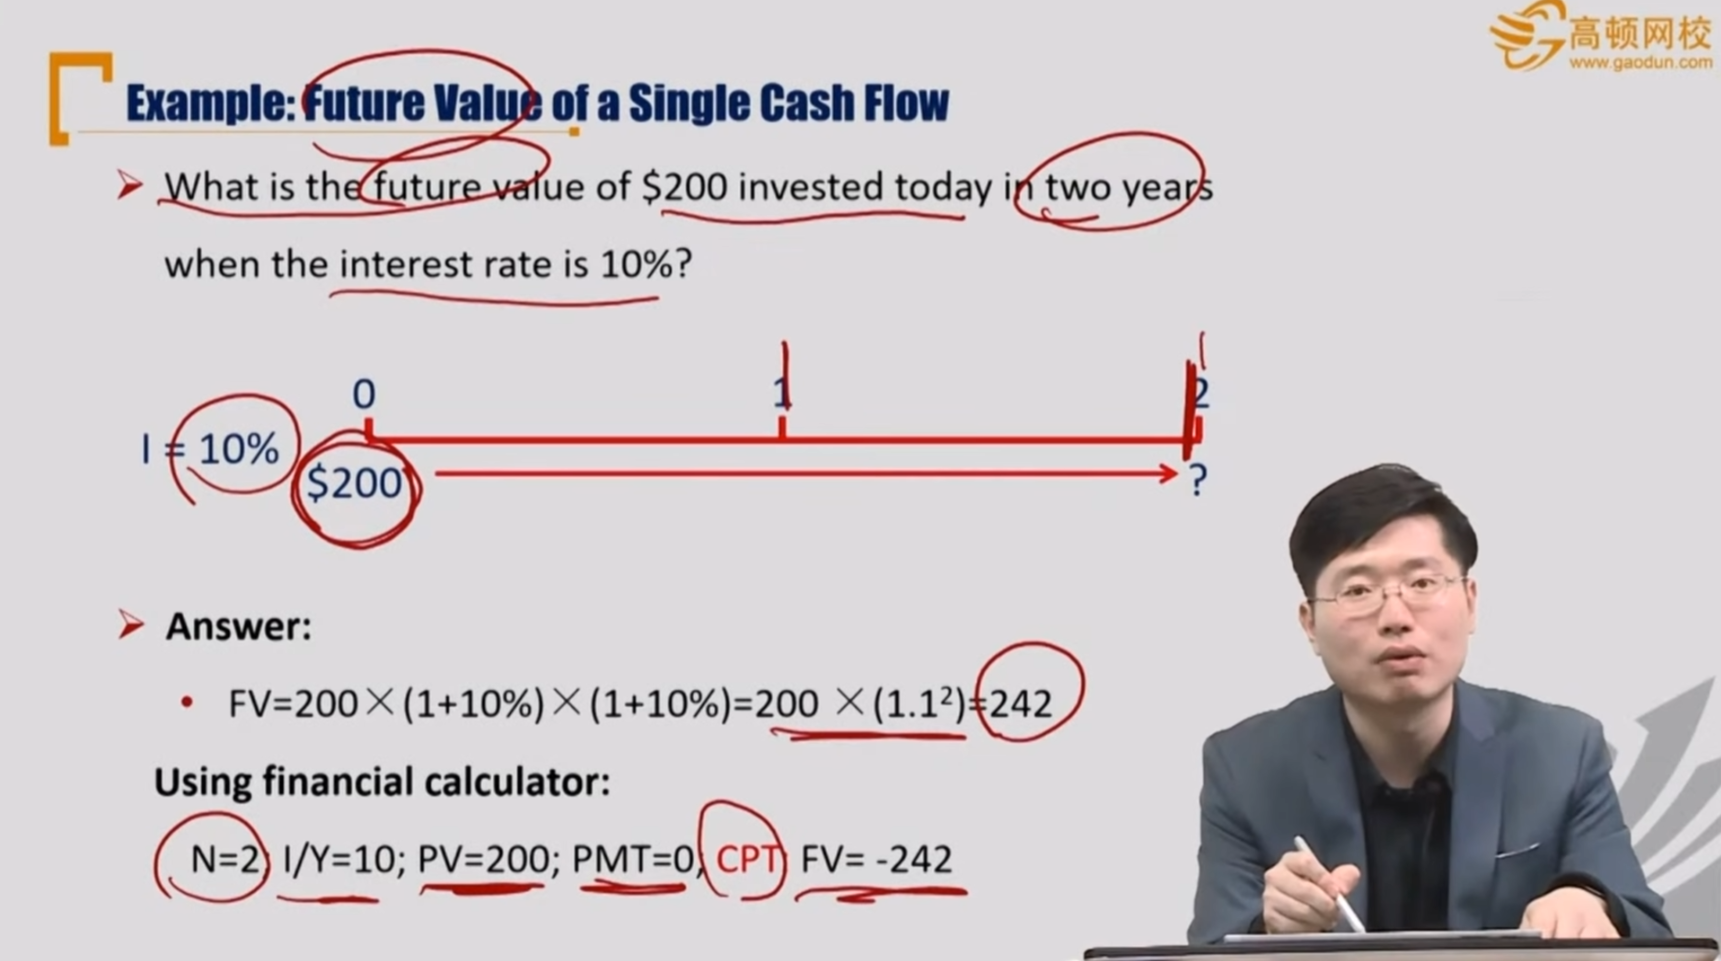 高顿网校
www.gaodun.com
Example: Future Value of a Single Cash Flow
What is the future value of $200 invested today in two years
when the interest rate is 10%?
0 1 2
I = 10%
$200 ?
Answer:
• FV=200×(1+10%)×(1+10%)=200 ×(1.1²)=242
Using financial calculator:
N=2; I/Y=10; PV=200; PMT=0; CPT FV= -242